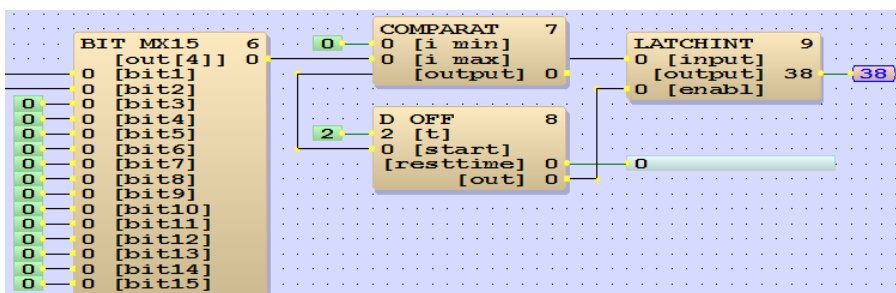 BIT MX15 6
[out[4]] 0
0 [bit1]
0 [bit2]
0 0 [bit3]
0 0 [bit4]
0 0 [bit5]
0 0 [bit6]
0 0 [bit7]
0 0 [bit8]
0 0 [bit9]
0 0 [bit10]
0 0 [bit11]
0 0 [bit12]
0 0 [bit13]
0 0 [bit14]
0 0 [bit15]
COMPARAT 7
0 0 [i min]
0 [i max]
[output] 0
D OFF 8
2 2 [t]
0 [start]
[resttime] 0 0
[out] 0
LATCHINT 9
0 [input]
[output] 38 38
0 [enabl]